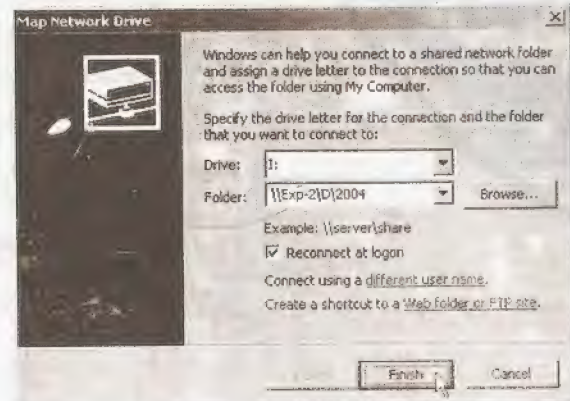 Map Network Drive
Windows can help you connect to a shared network folder
and assign a drive letter to the connection so that you can
access the folder using My Computer.
Specify the drive letter for the connection and the folder
that you want to connect to:
Drive: I:
Folder: \\Exp-2\D\2004 Browse...
Example: \\server\share
Reconnect at logon
Connect using a different user name.
Create a shortcut to a Web folder or FTP site.
Finish Cancel